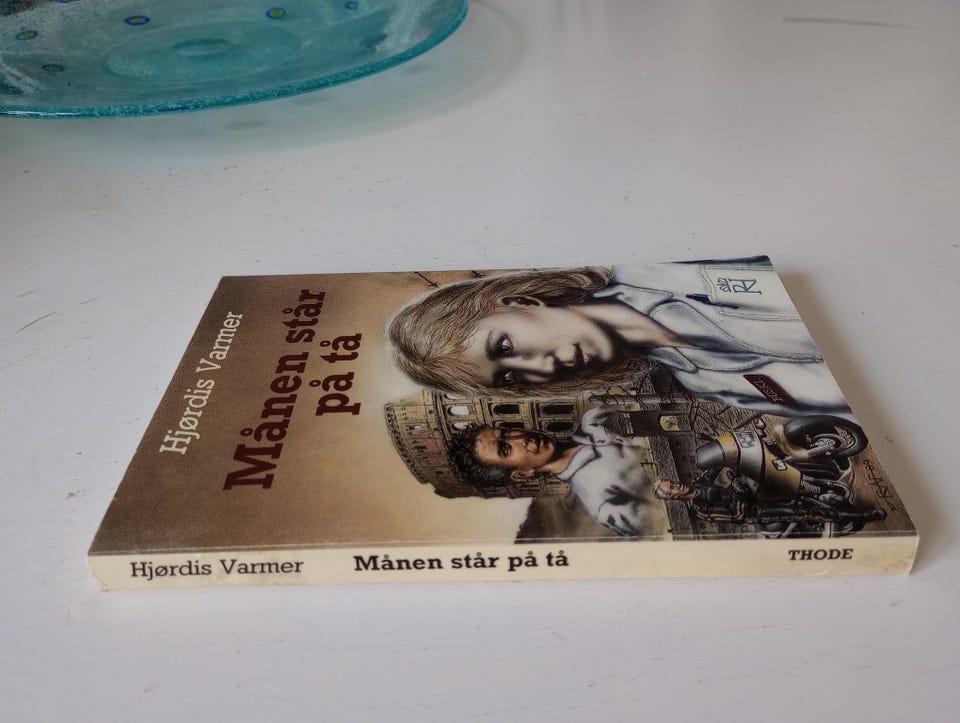 Hjørdis Varmer
Månen står
på tå
Hjørdis Varmer Månen står på tå THODE